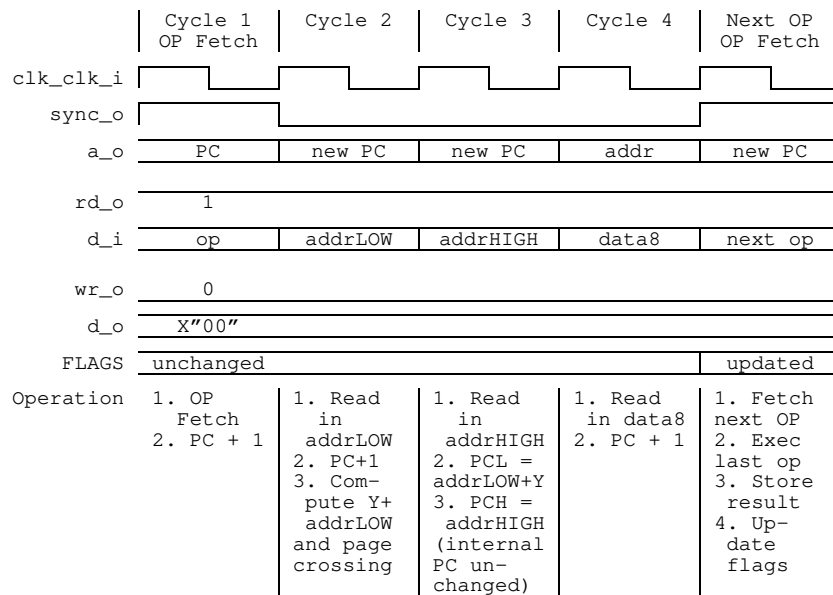 Cycle 1 Cycle 2 Cycle 3 Cycle 4 Next OP
OP Fetch OP Fetch
clk_clk_i
sync_o
a_o PC new PC new PC addr new PC
rd_o 1
d_i op addrLOW addrHIGH data8 next op
wr_o 0
d_o X"00"
FLAGS unchanged updated
Operation 1. OP 1. Read 1. Read 1. Read 1. Fetch
Fetch in in in data8 next OP
2. PC + 1 addrLOW addrHIGH 2. PC + 1 2. Exec
2. PC+1 2. PCL = last op
3. Com- addrLOW+Y 3. Store
pute Y+ 3. PCH = result
addrLOW addrHIGH 4. Up-
and page (internal date
crossing PC un- flags
changed)